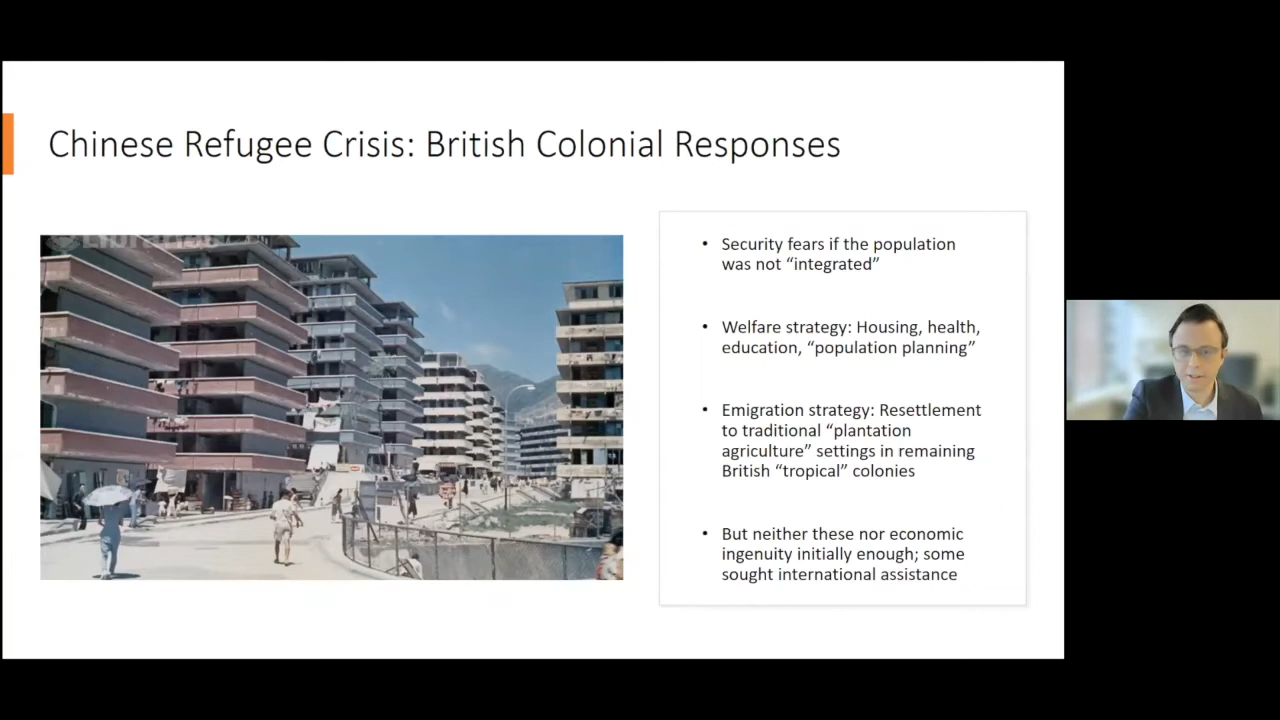 Chinese Refugee Crisis: British Colonial Responses
• Security fears if the population
was not “integrated”
• Welfare strategy: Housing, health,
education, “population planning”
• Emigration strategy: Resettlement
to traditional “plantation
agriculture” settings in remaining
British “tropical” colonies
• But neither these nor economic
ingenuity initially enough; some
sought international assistance